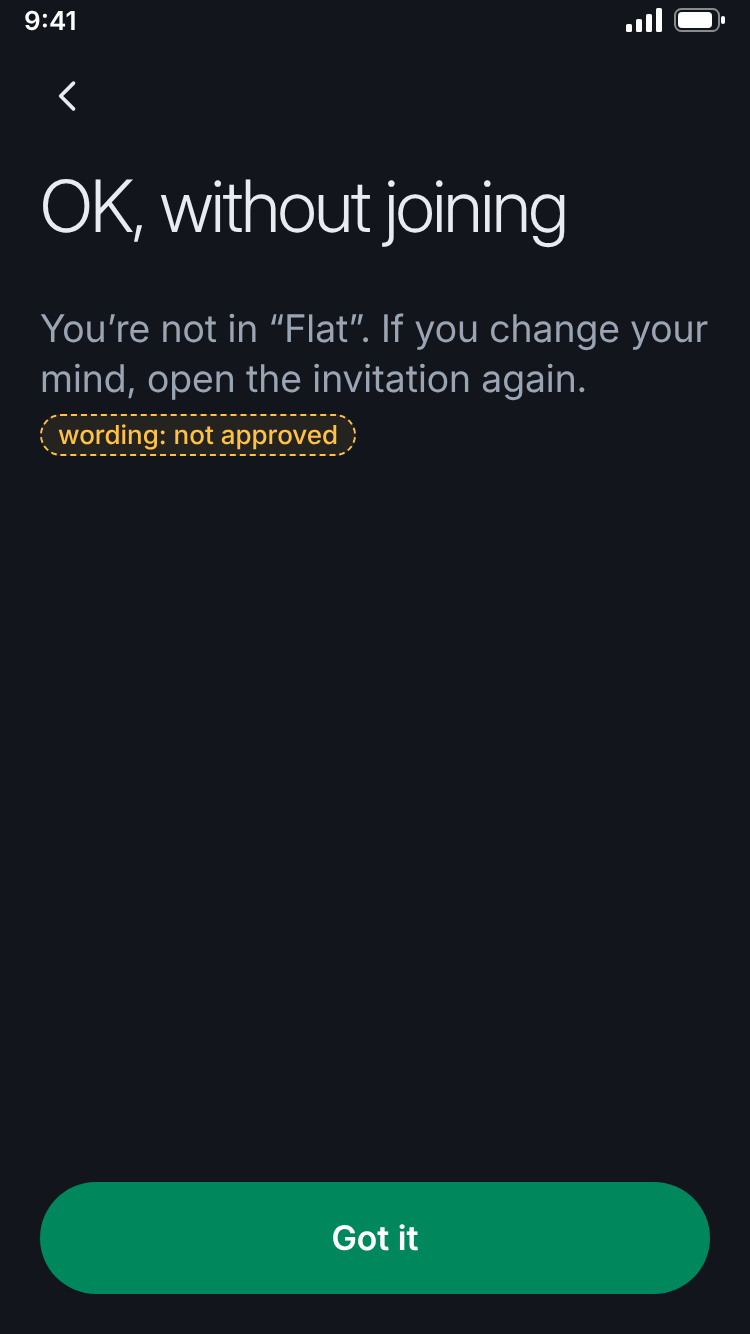 9:41
OK, without joining
You’re not in “Flat”. If you change your
mind, open the invitation again.
wording: not approved
Got it